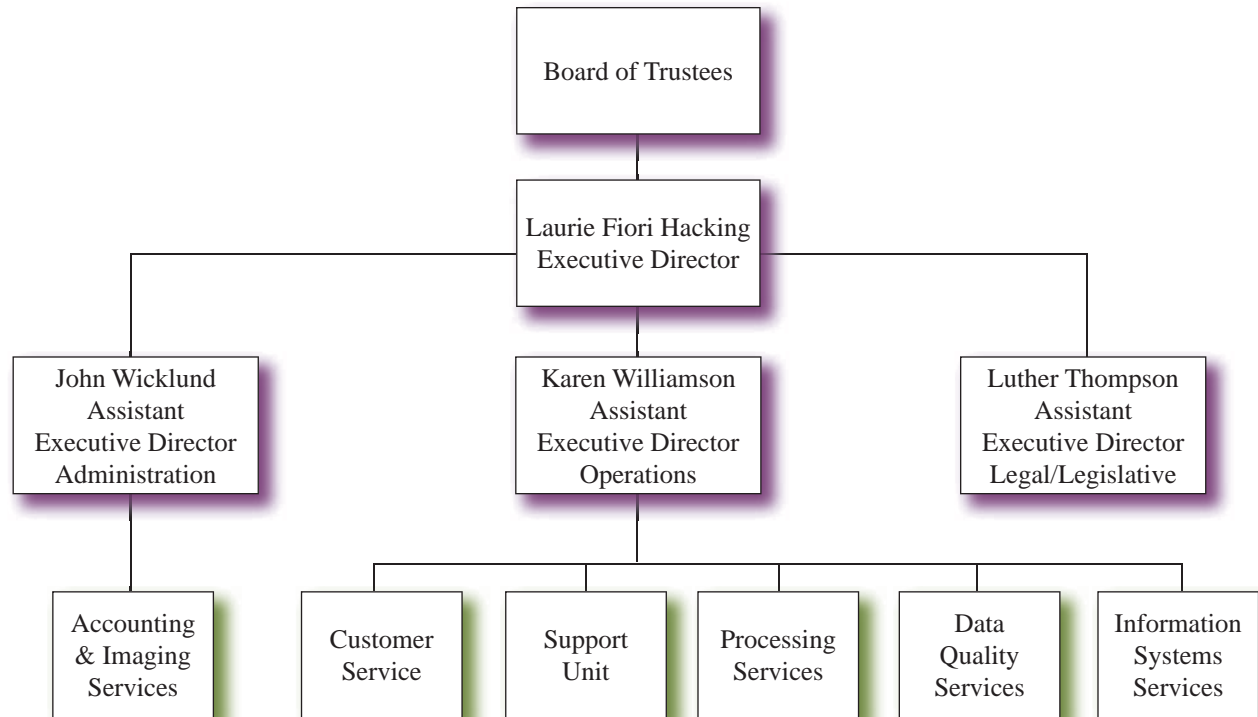 Board of Trustees
Laurie Fiori Hacking
Executive Director
John Wicklund
Assistant
Executive Director
Administration
Karen Williamson
Assistant
Executive Director
Operations
Luther Thompson
Assistant
Executive Director
Legal/Legislative
Accounting
& Imaging
Services
Customer
Service
Support
Unit
Processing
Services
Data
Quality
Services
Information
Systems
Services